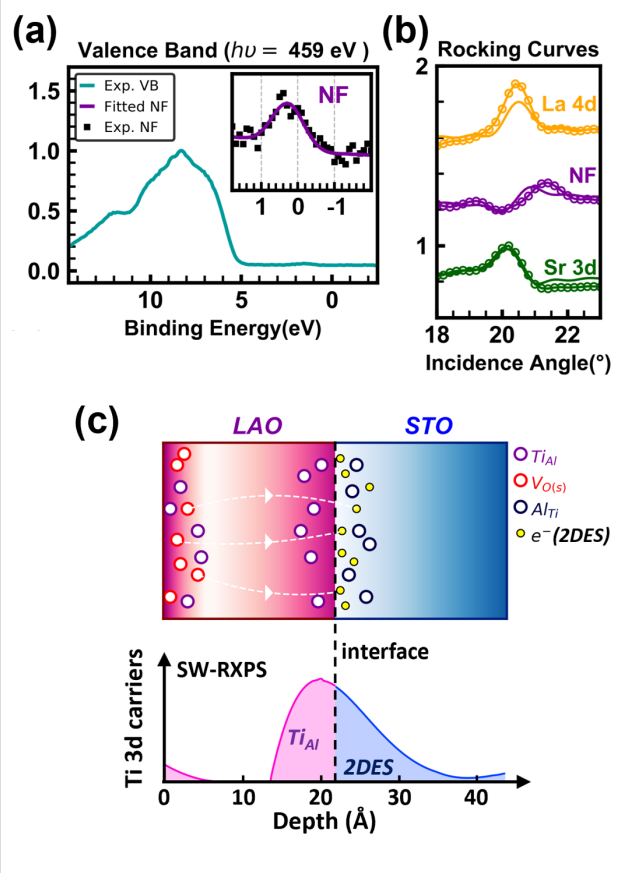 (a)
Valence Band (hυ = 459 eV )
Exp. VB
Fitted NF
Exp. NF
NF
1 0 -1
1.5
1.0
0.5
0.0
10 5 0
Binding Energy(eV)
(b)
Rocking Curves
2
La 4d
NF
1
Sr 3d
18 20 22
Incidence Angle(°)
(c)
LAO STO
Ti_Al
V_O(s)
Al_Ti
e⁻(2DES)
interface
SW-RXPS
Ti 3d carriers
Ti_Al
2DES
0 10 20 30 40
Depth (Å)